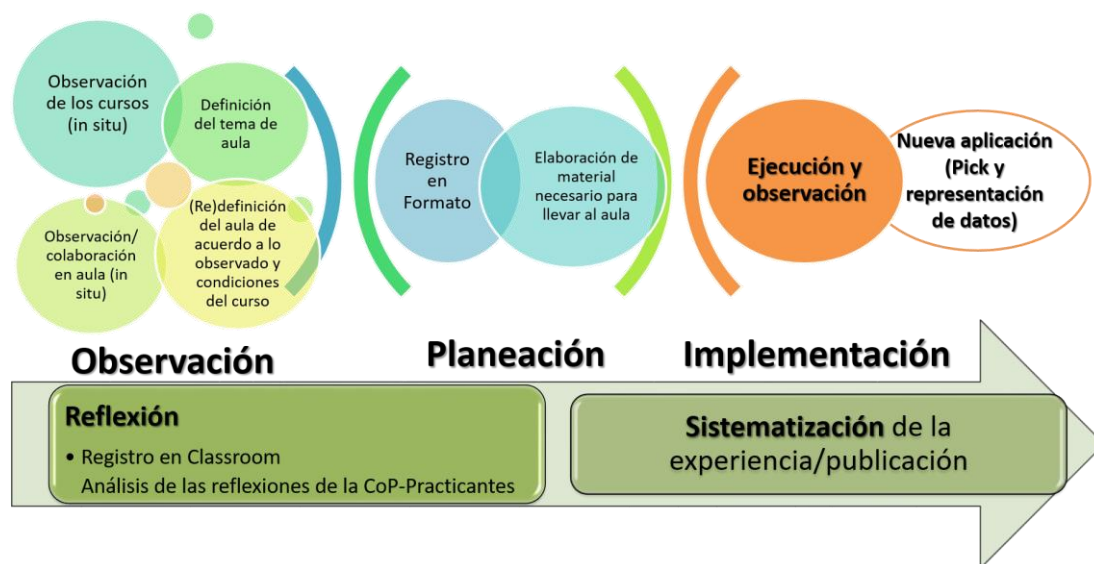 Observación
de los cursos
(in situ)
Definición
del tema de
aula
Observación/
colaboración
en aula (in
situ)
(Re)definición
del aula de
acuerdo a lo
observado y
condiciones
del curso
Registro
en
Formato
Elaboración de
material
necesario para
llevar al aula
Ejecución y
observación
Nueva aplicación
(Pick y
representación
de datos)
Observación
Planeación
Implementación
Reflexión
• Registro en Classroom
Análisis de las reflexiones de la CoP-Practicantes
Sistematización de la
experiencia/publicación